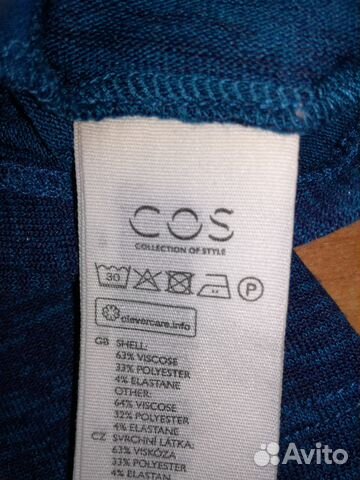 COS
COLLECTION OF STYLE
30 P
clevercare.info
GB SHELL:
63% VISCOSE
33% POLYESTER
4% ELASTANE
OTHER:
64% VISCOSE
32% POLYESTER
4% ELASTANE
CZ SVRCHNÍ LÁTKA:
63% VISKÓZA
33% POLYESTER
4% ELASTAN
Avito